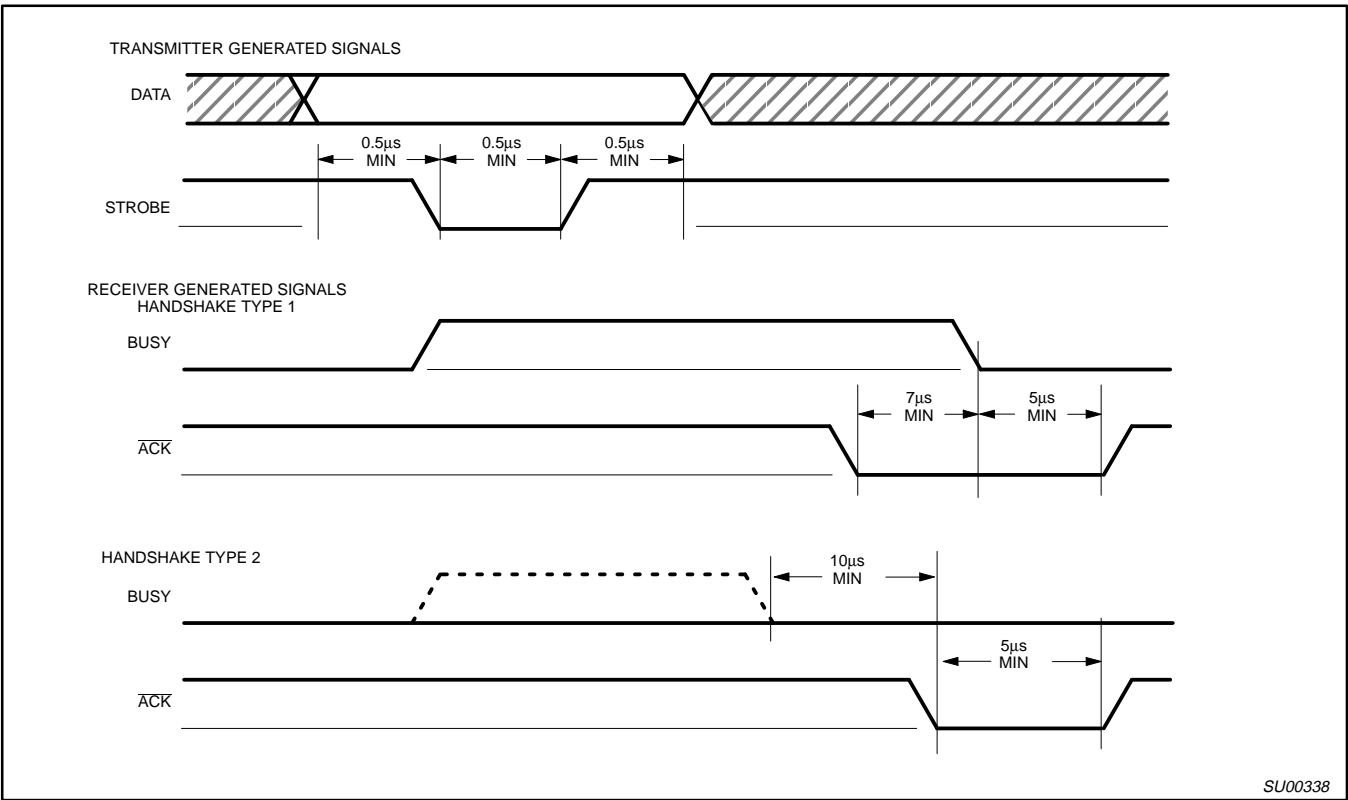 TRANSMITTER GENERATED SIGNALS
DATA
0.5µs
MIN
0.5µs
MIN
0.5µs
MIN
STROBE
RECEIVER GENERATED SIGNALS
HANDSHAKE TYPE 1
BUSY
7µs
MIN
5µs
MIN
ACK
HANDSHAKE TYPE 2
10µs
MIN
BUSY
5µs
MIN
ACK
SU00338